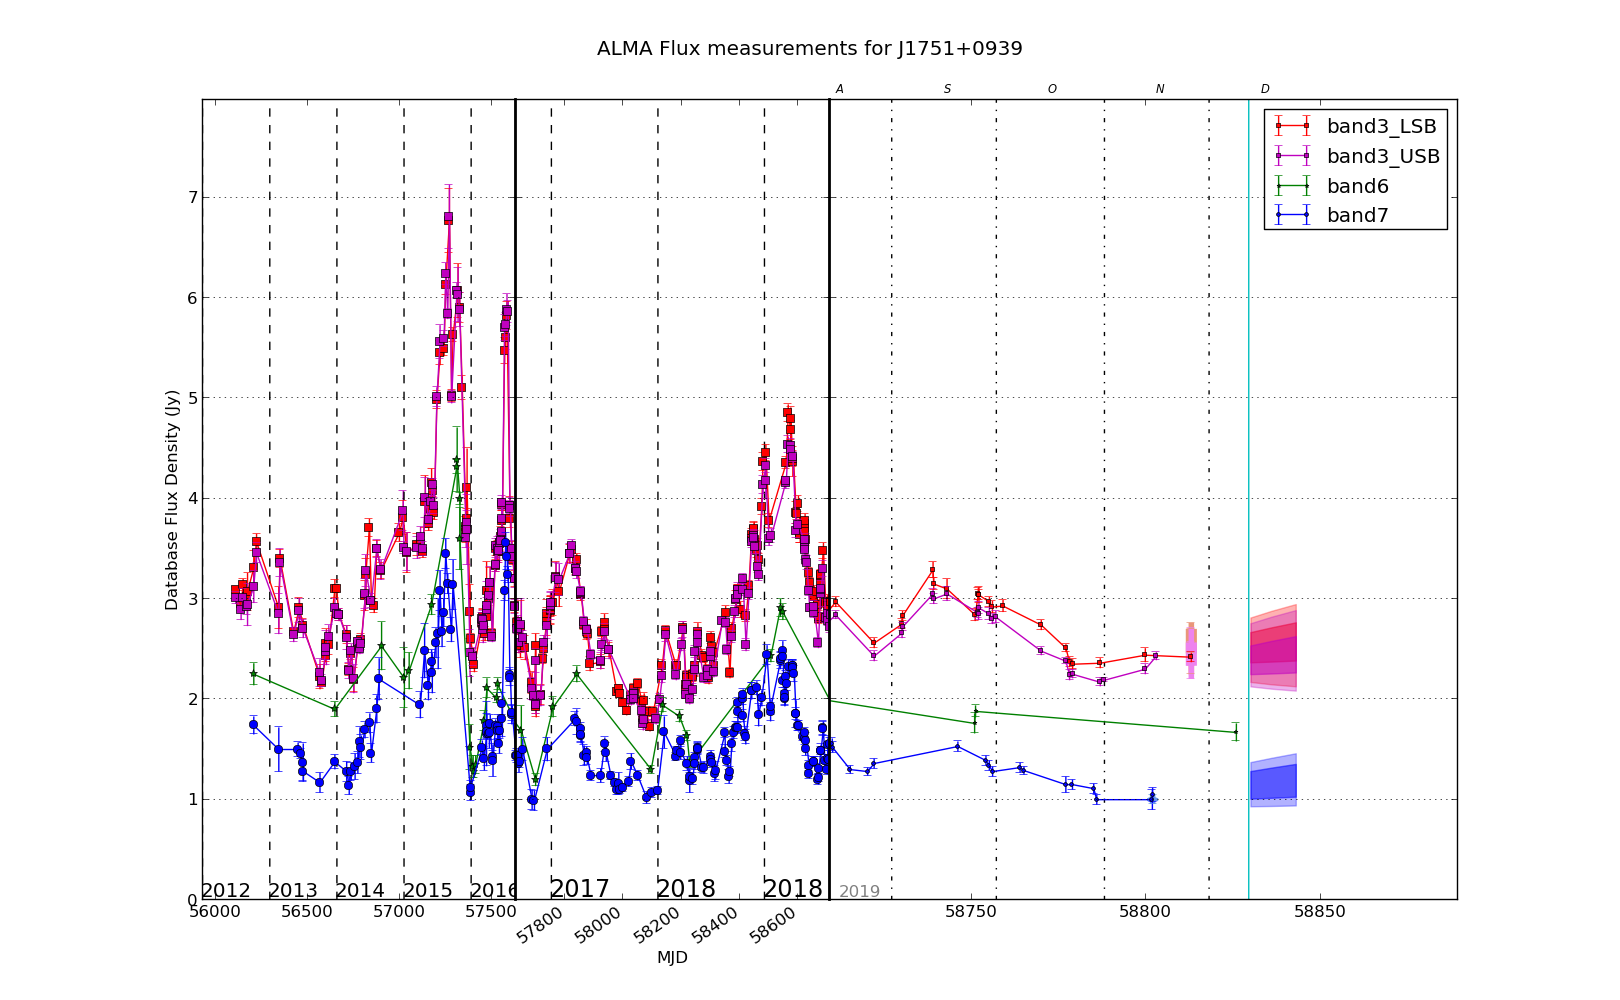 ALMA Flux measurements for J1751+0939
A S O N D
band3_LSB
band3_USB
band6
band7
Database Flux Density (Jy)
7
6
5
4
3
2
1
0
2012 2013 2014 2015 2016 2017 2018 2018 2019
56000 56500 57000 57500 57800 58000 58200 58400 58600 58750 58800 58850
MJD